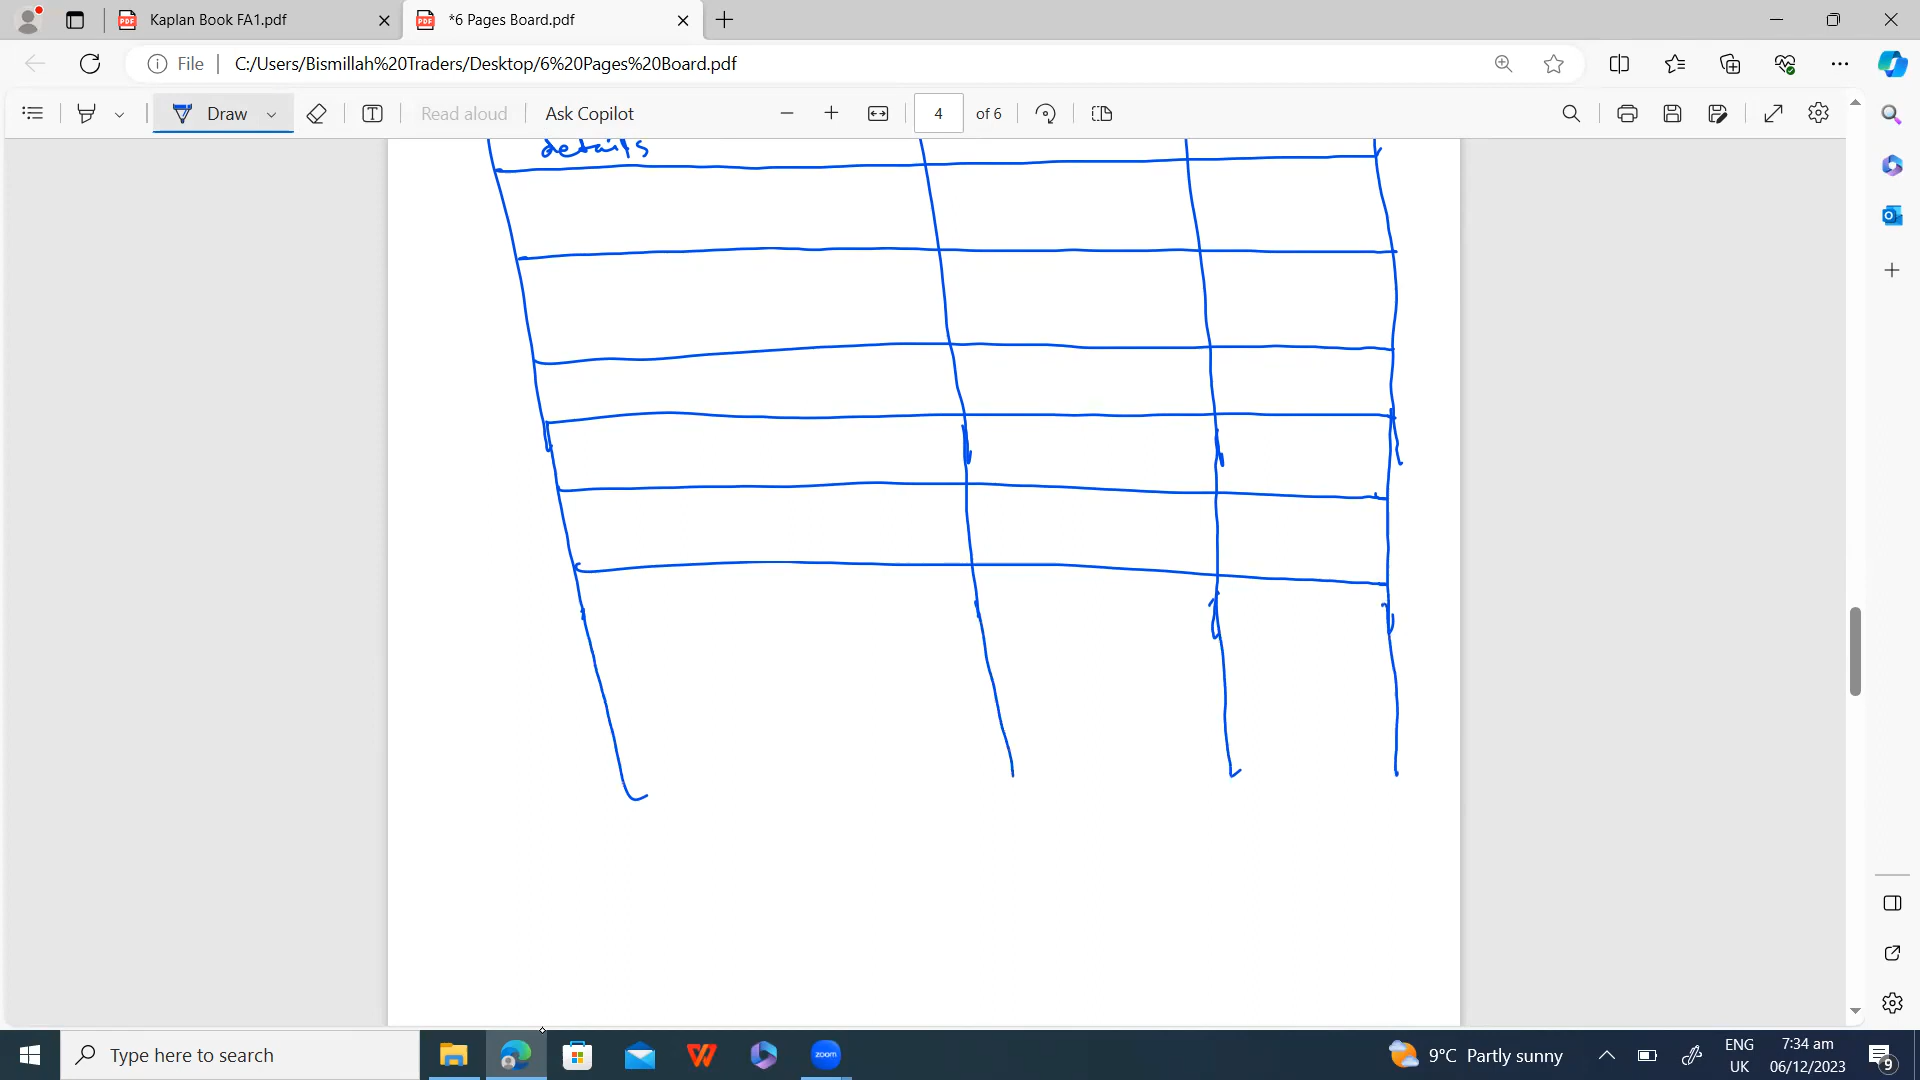 Kaplan Book FA1.pdf
*6 Pages Board.pdf
File
C:/Users/Bismillah%20Traders/Desktop/6%20Pages%20Board.pdf
Draw
Read aloud
Ask Copilot
4
of 6
details
Type here to search
zoom
9°C Partly sunny
ENG
UK
7:34 am
06/12/2023
9